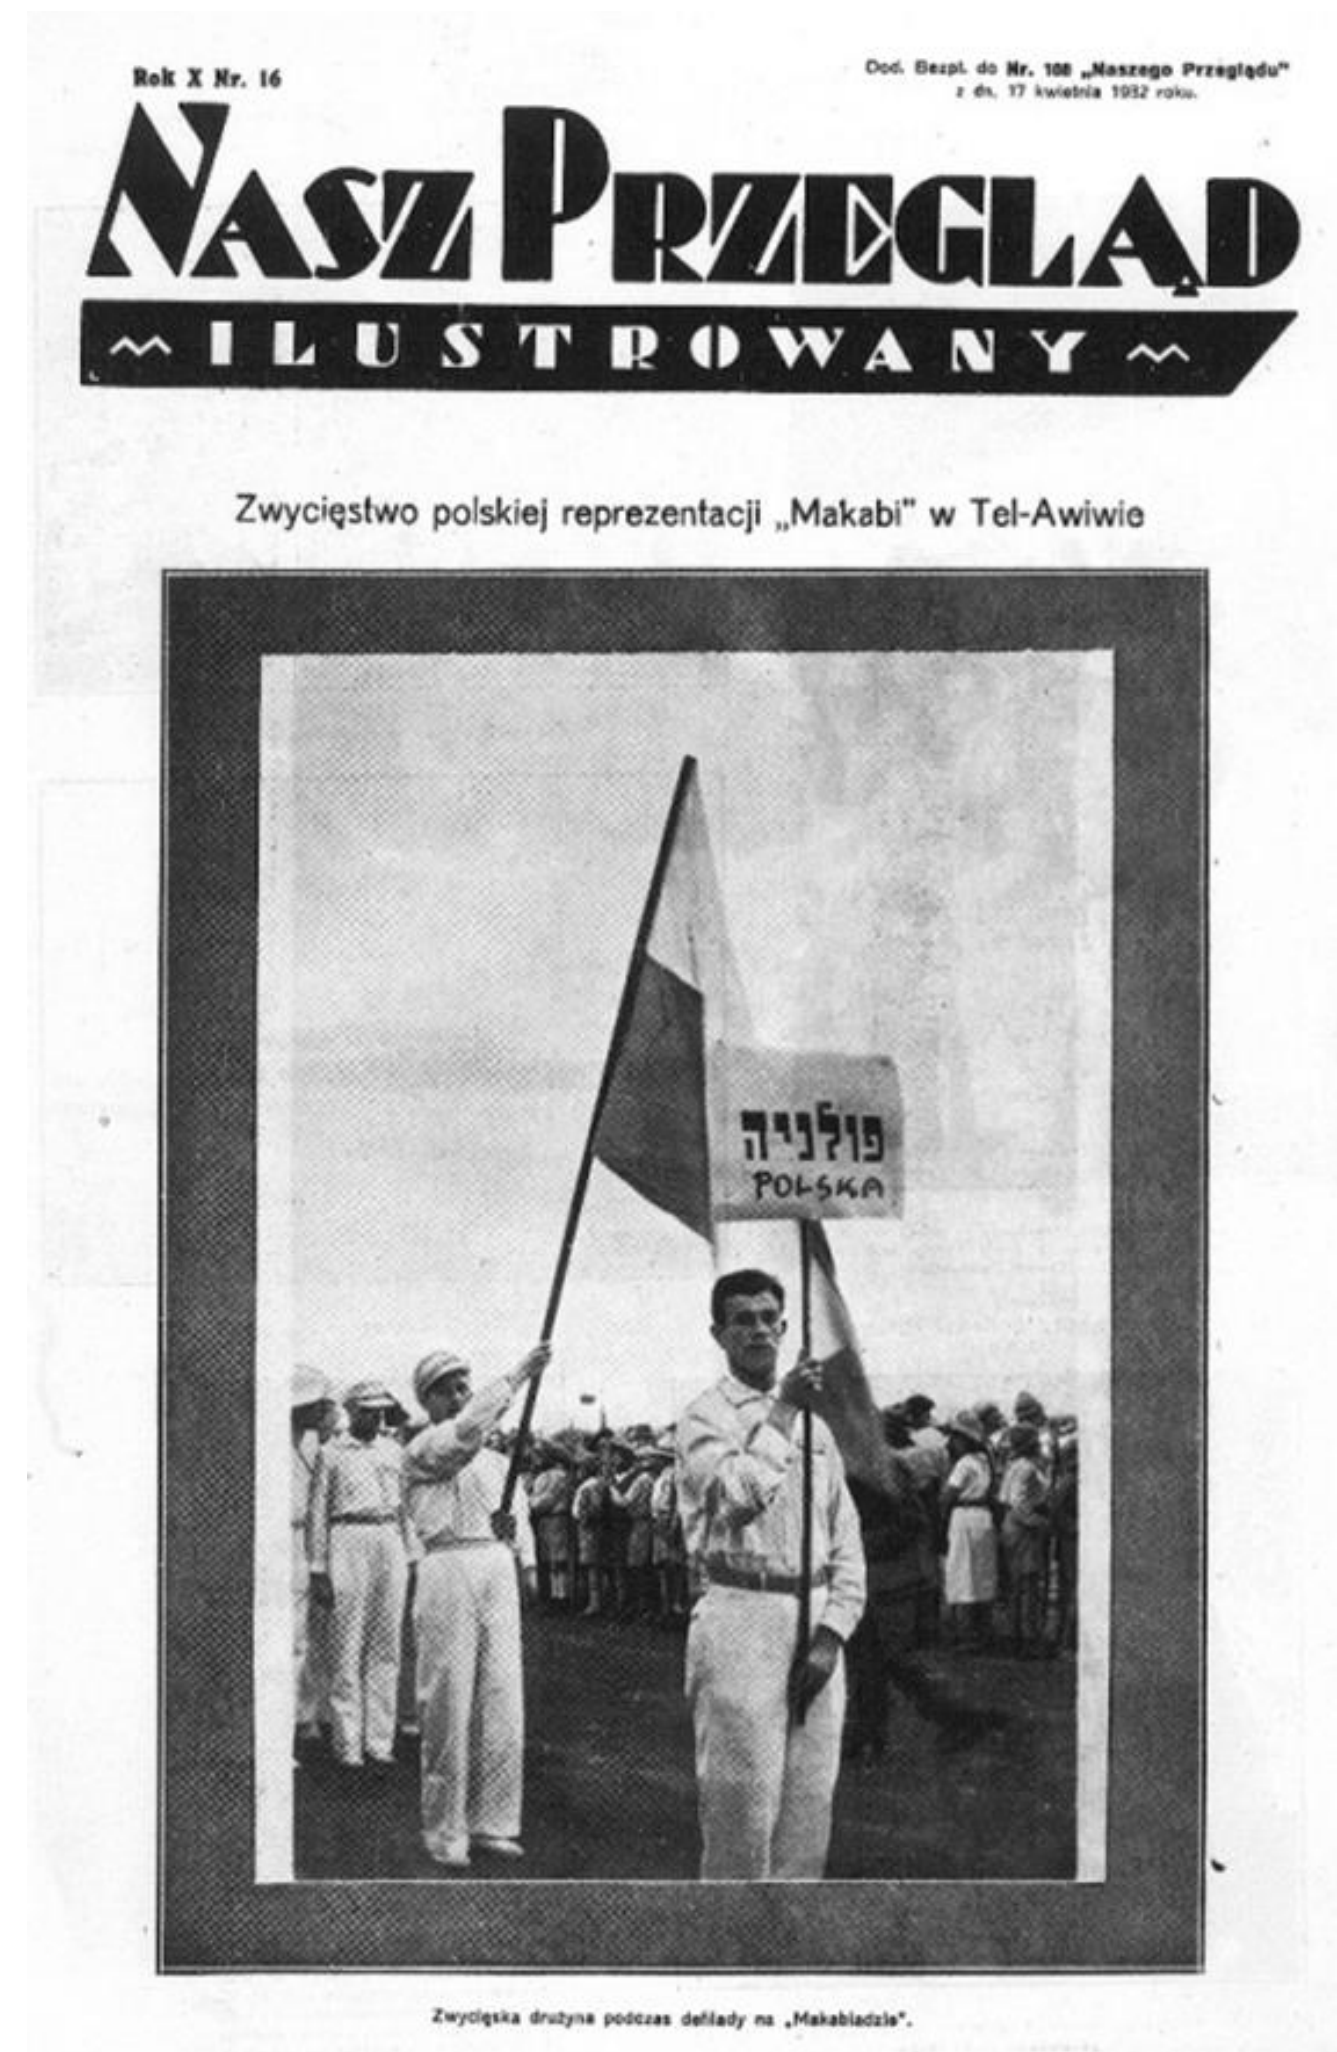 Rok X Nr. 16
Dod. Bezpł. do Nr. 108 „Naszego Przeglądu"
z dn. 17 kwietnia 1932 roku.
NASZ PRZEGLĄD
ILUSTROWANY
Zwycięstwo polskiej reprezentacji „Makabi" w Tel-Awiwie
פולנייה
POLSKA
Zwycięska drużyna podczas defilady na „Makabiadzie".